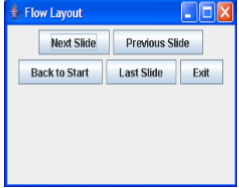 Flow Layout
Next Slide Previous Slide
Back to Start Last Slide Exit